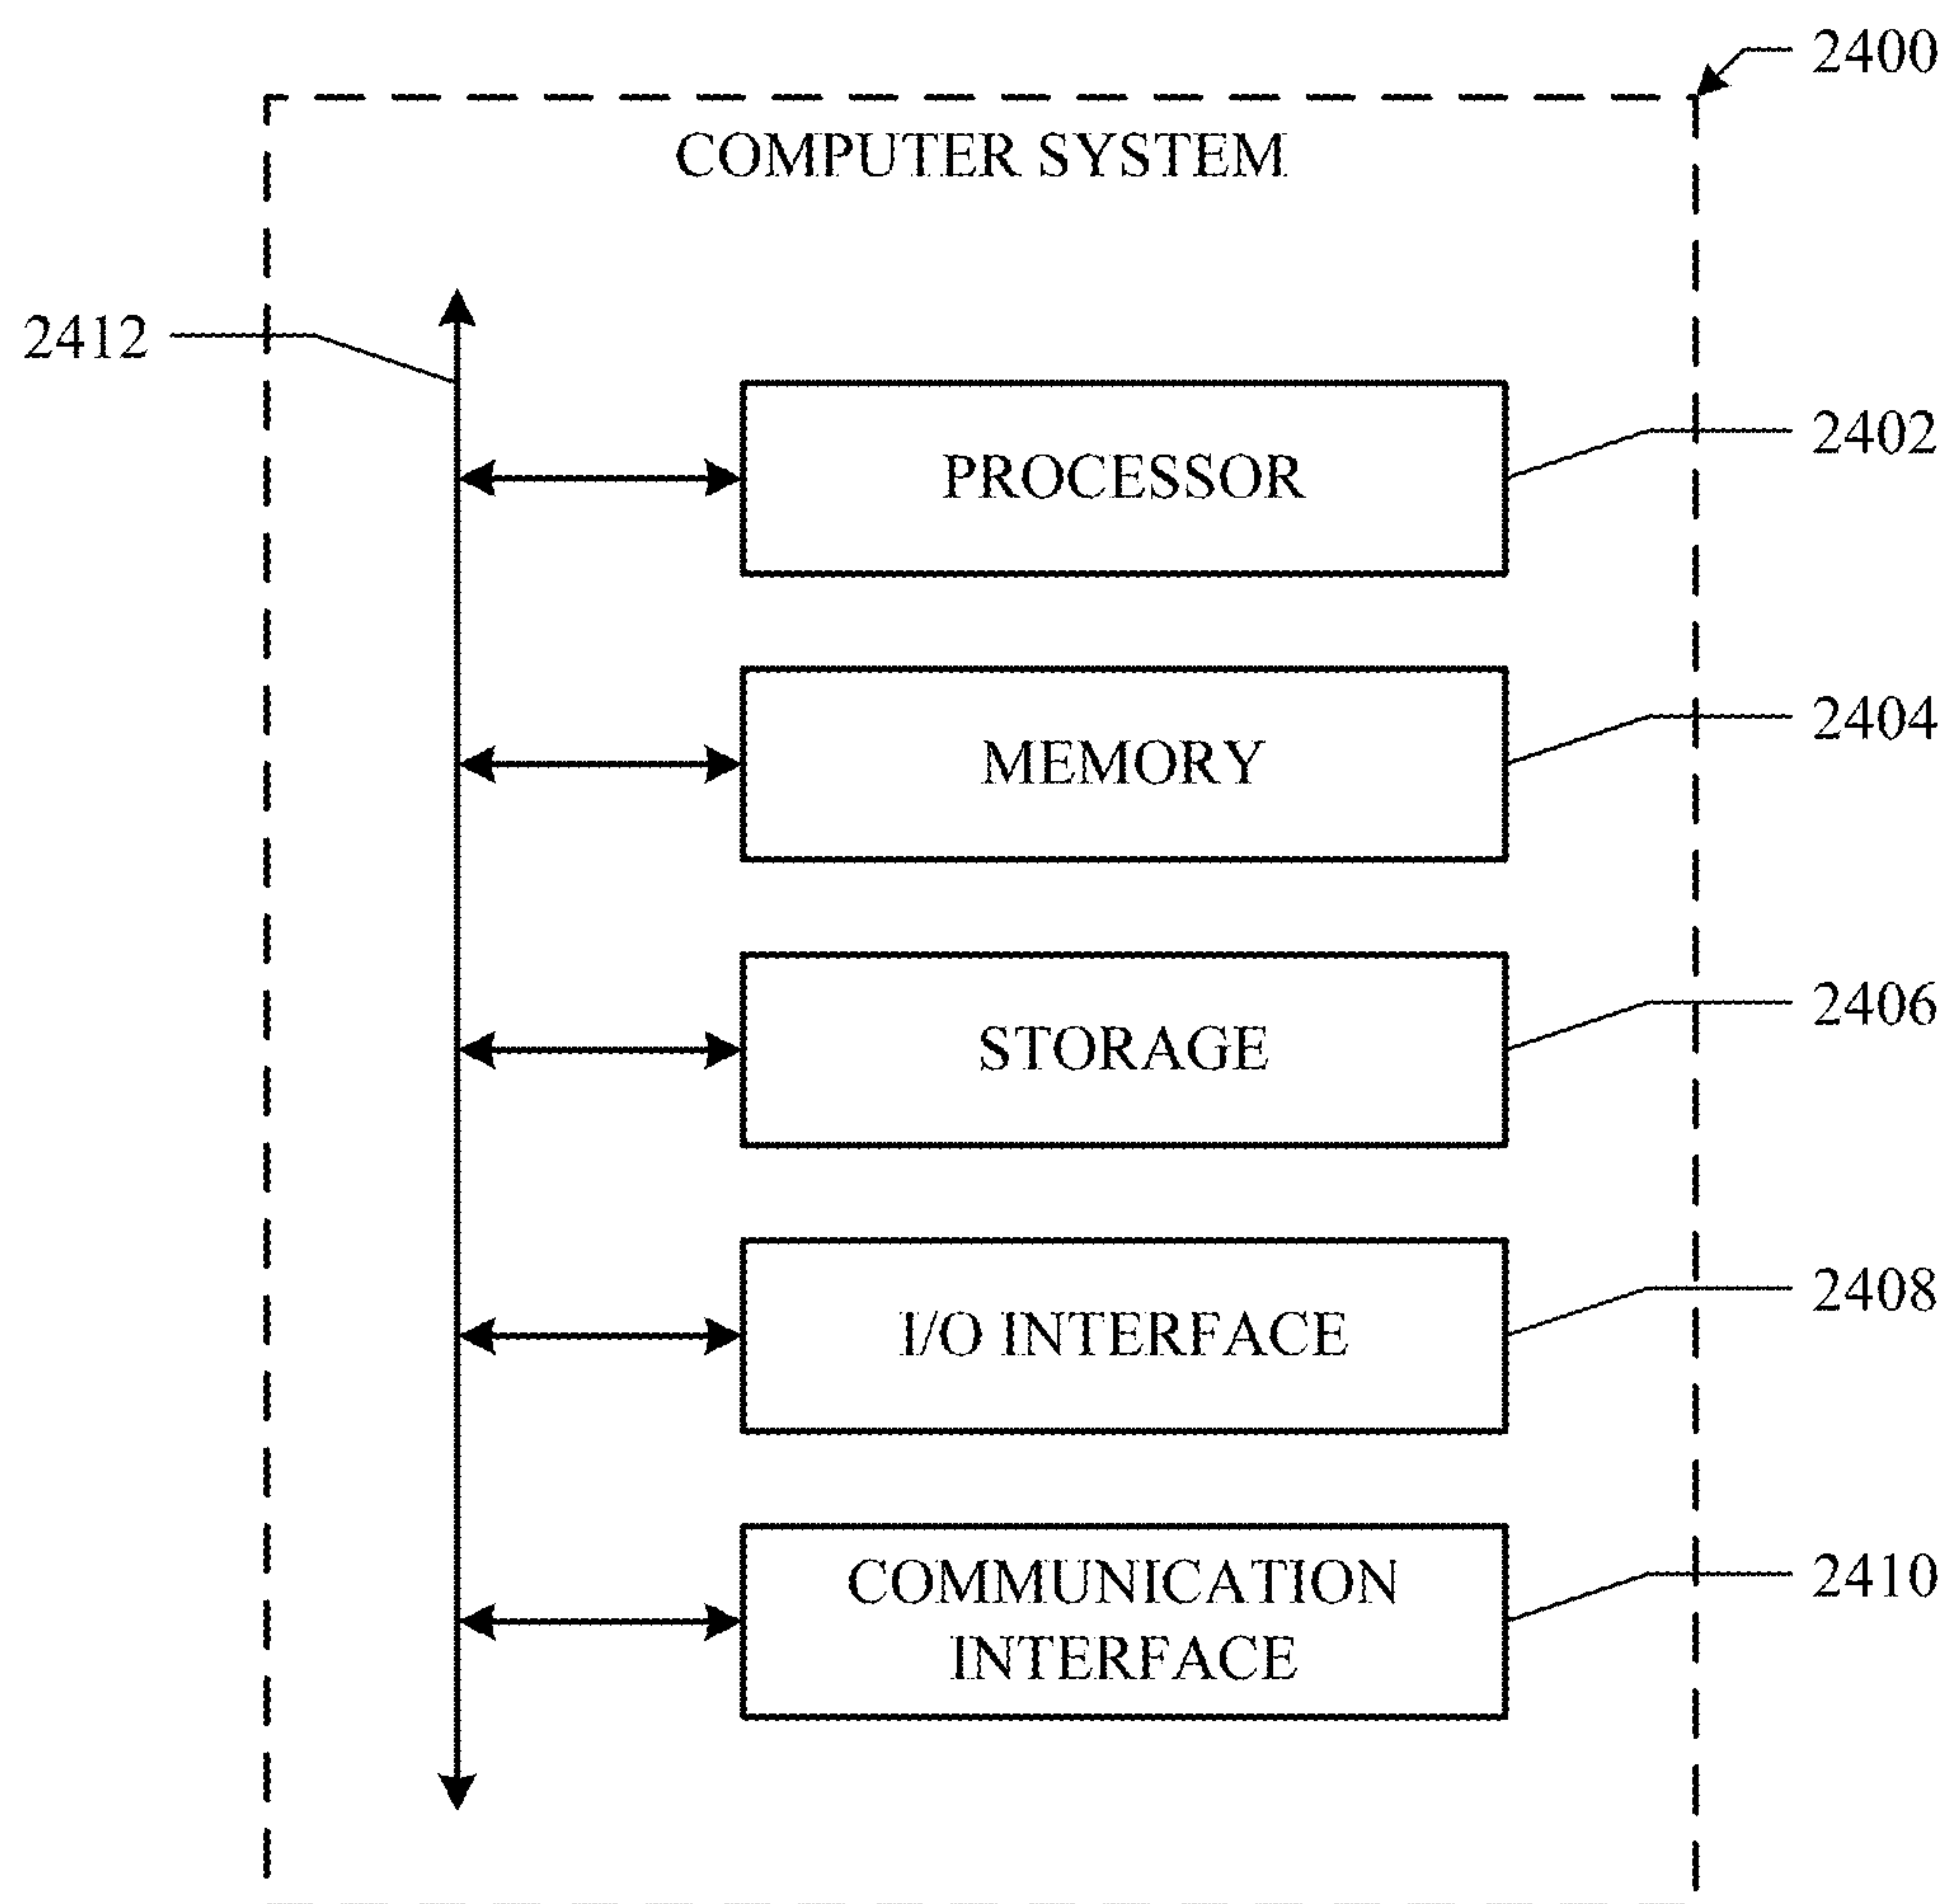 2400
COMPUTER SYSTEM
2412
PROCESSOR
2402
MEMORY
2404
STORAGE
2406
I/O INTERFACE
2408
COMMUNICATION
INTERFACE
2410